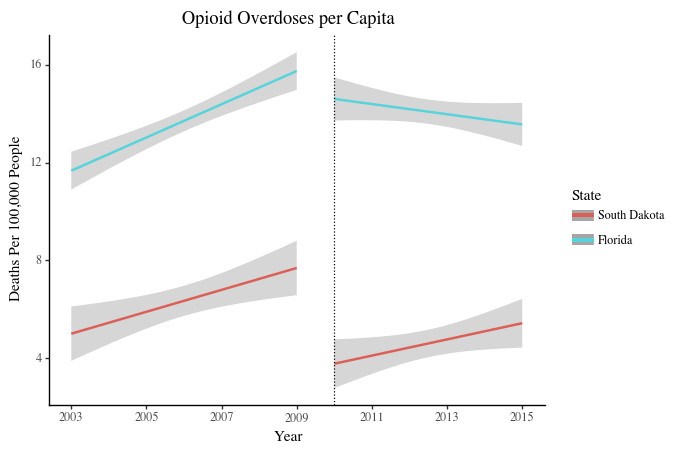 Opioid Overdoses per Capita
16
12
8
4
Deaths Per 100,000 People
2003 2005 2007 2009 2011 2013 2015
Year
State
South Dakota
Florida